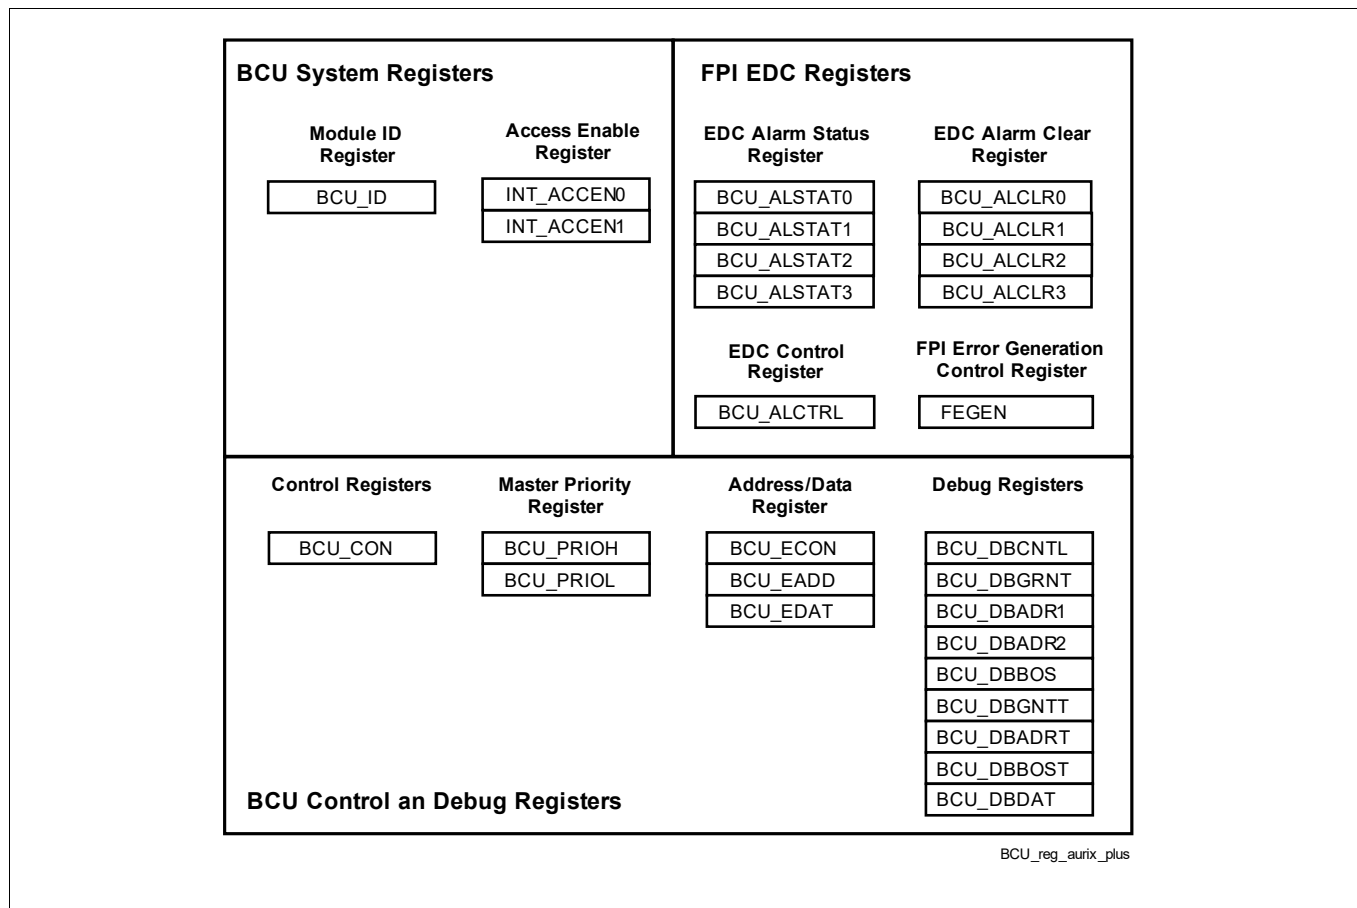 BCU System Registers
Module ID
Register
BCU_ID
Access Enable
Register
INT_ACCEN0
INT_ACCEN1
FPI EDC Registers
EDC Alarm Status
Register
BCU_ALSTAT0
BCU_ALSTAT1
BCU_ALSTAT2
BCU_ALSTAT3
EDC Alarm Clear
Register
BCU_ALCLR0
BCU_ALCLR1
BCU_ALCLR2
BCU_ALCLR3
EDC Control
Register
BCU_ALCTRL
FPI Error Generation
Control Register
FEGEN
Control Registers
BCU_CON
Master Priority
Register
BCU_PRIOH
BCU_PRIOL
Address/Data
Register
BCU_ECON
BCU_EADD
BCU_EDAT
Debug Registers
BCU_DBCNTL
BCU_DBGRNT
BCU_DBADR1
BCU_DBADR2
BCU_DBBOS
BCU_DBGNTT
BCU_DBADRT
BCU_DBBOST
BCU_DBDAT
BCU Control an Debug Registers
BCU_reg_aurix_plus